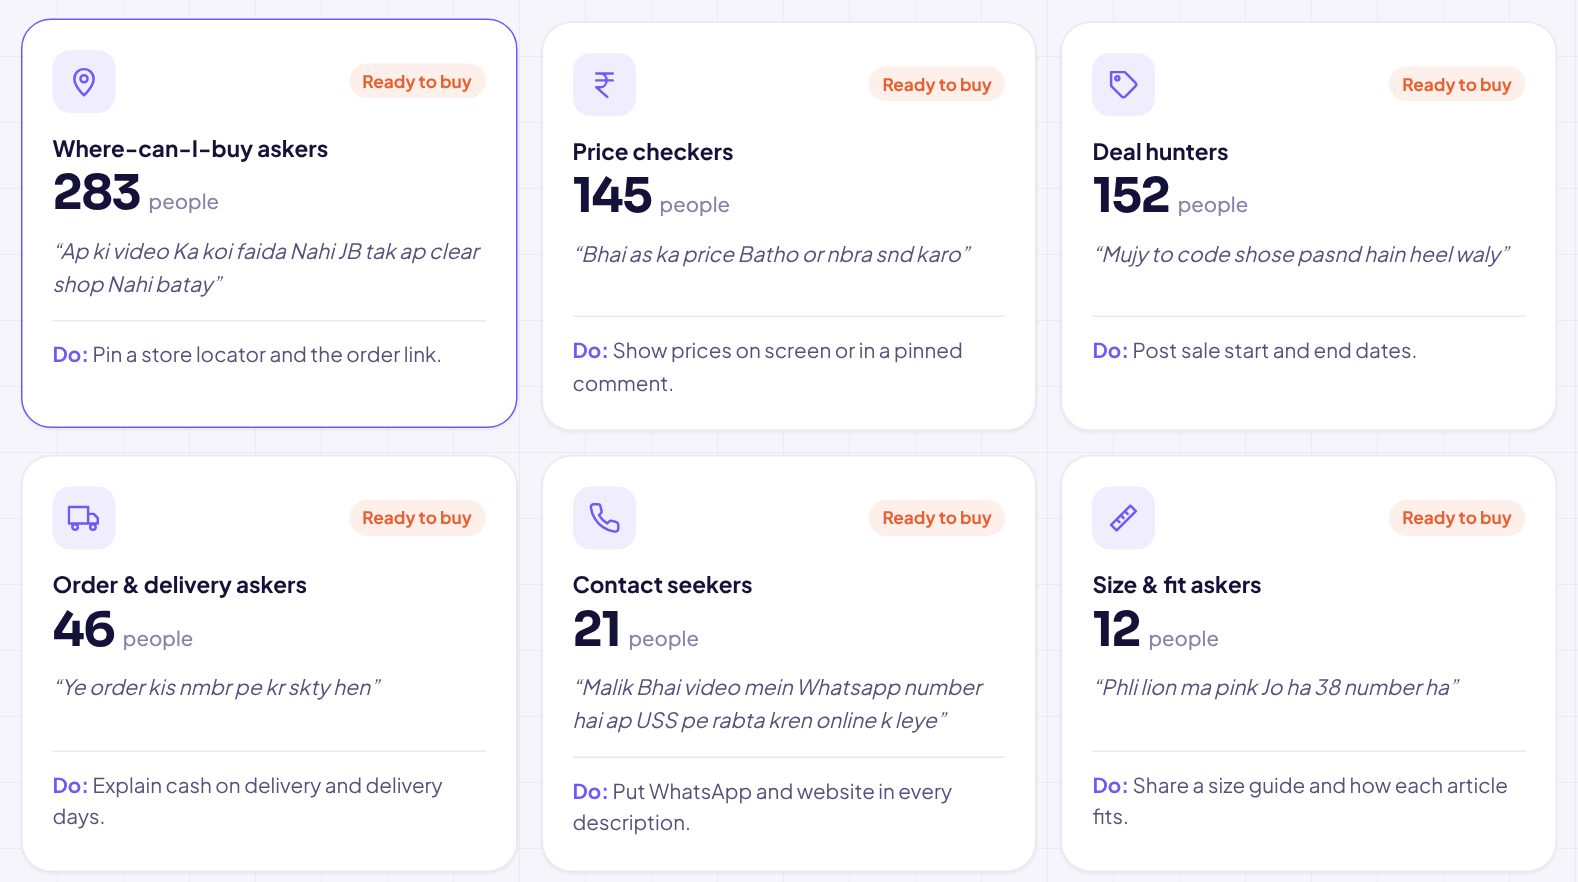 Ready to buy
Where-can-I-buy askers
283 people
“Ap ki video Ka koi faida Nahi JB tak ap clear
shop Nahi batay”
Do: Pin a store locator and the order link.
Ready to buy
Price checkers
145 people
“Bhai as ka price Batho or nbra snd karo”
Do: Show prices on screen or in a pinned
comment.
Ready to buy
Deal hunters
152 people
“Mujy to code shose pasnd hain heel waly”
Do: Post sale start and end dates.
Ready to buy
Order & delivery askers
46 people
“Ye order kis nmbr pe kr skty hen”
Do: Explain cash on delivery and delivery
days.
Ready to buy
Contact seekers
21 people
“Malik Bhai video mein Whatsapp number
hai ap USS pe rabta kren online k leye”
Do: Put WhatsApp and website in every
description.
Ready to buy
Size & fit askers
12 people
“Phli lion ma pink Jo ha 38 number ha”
Do: Share a size guide and how each article
fits.